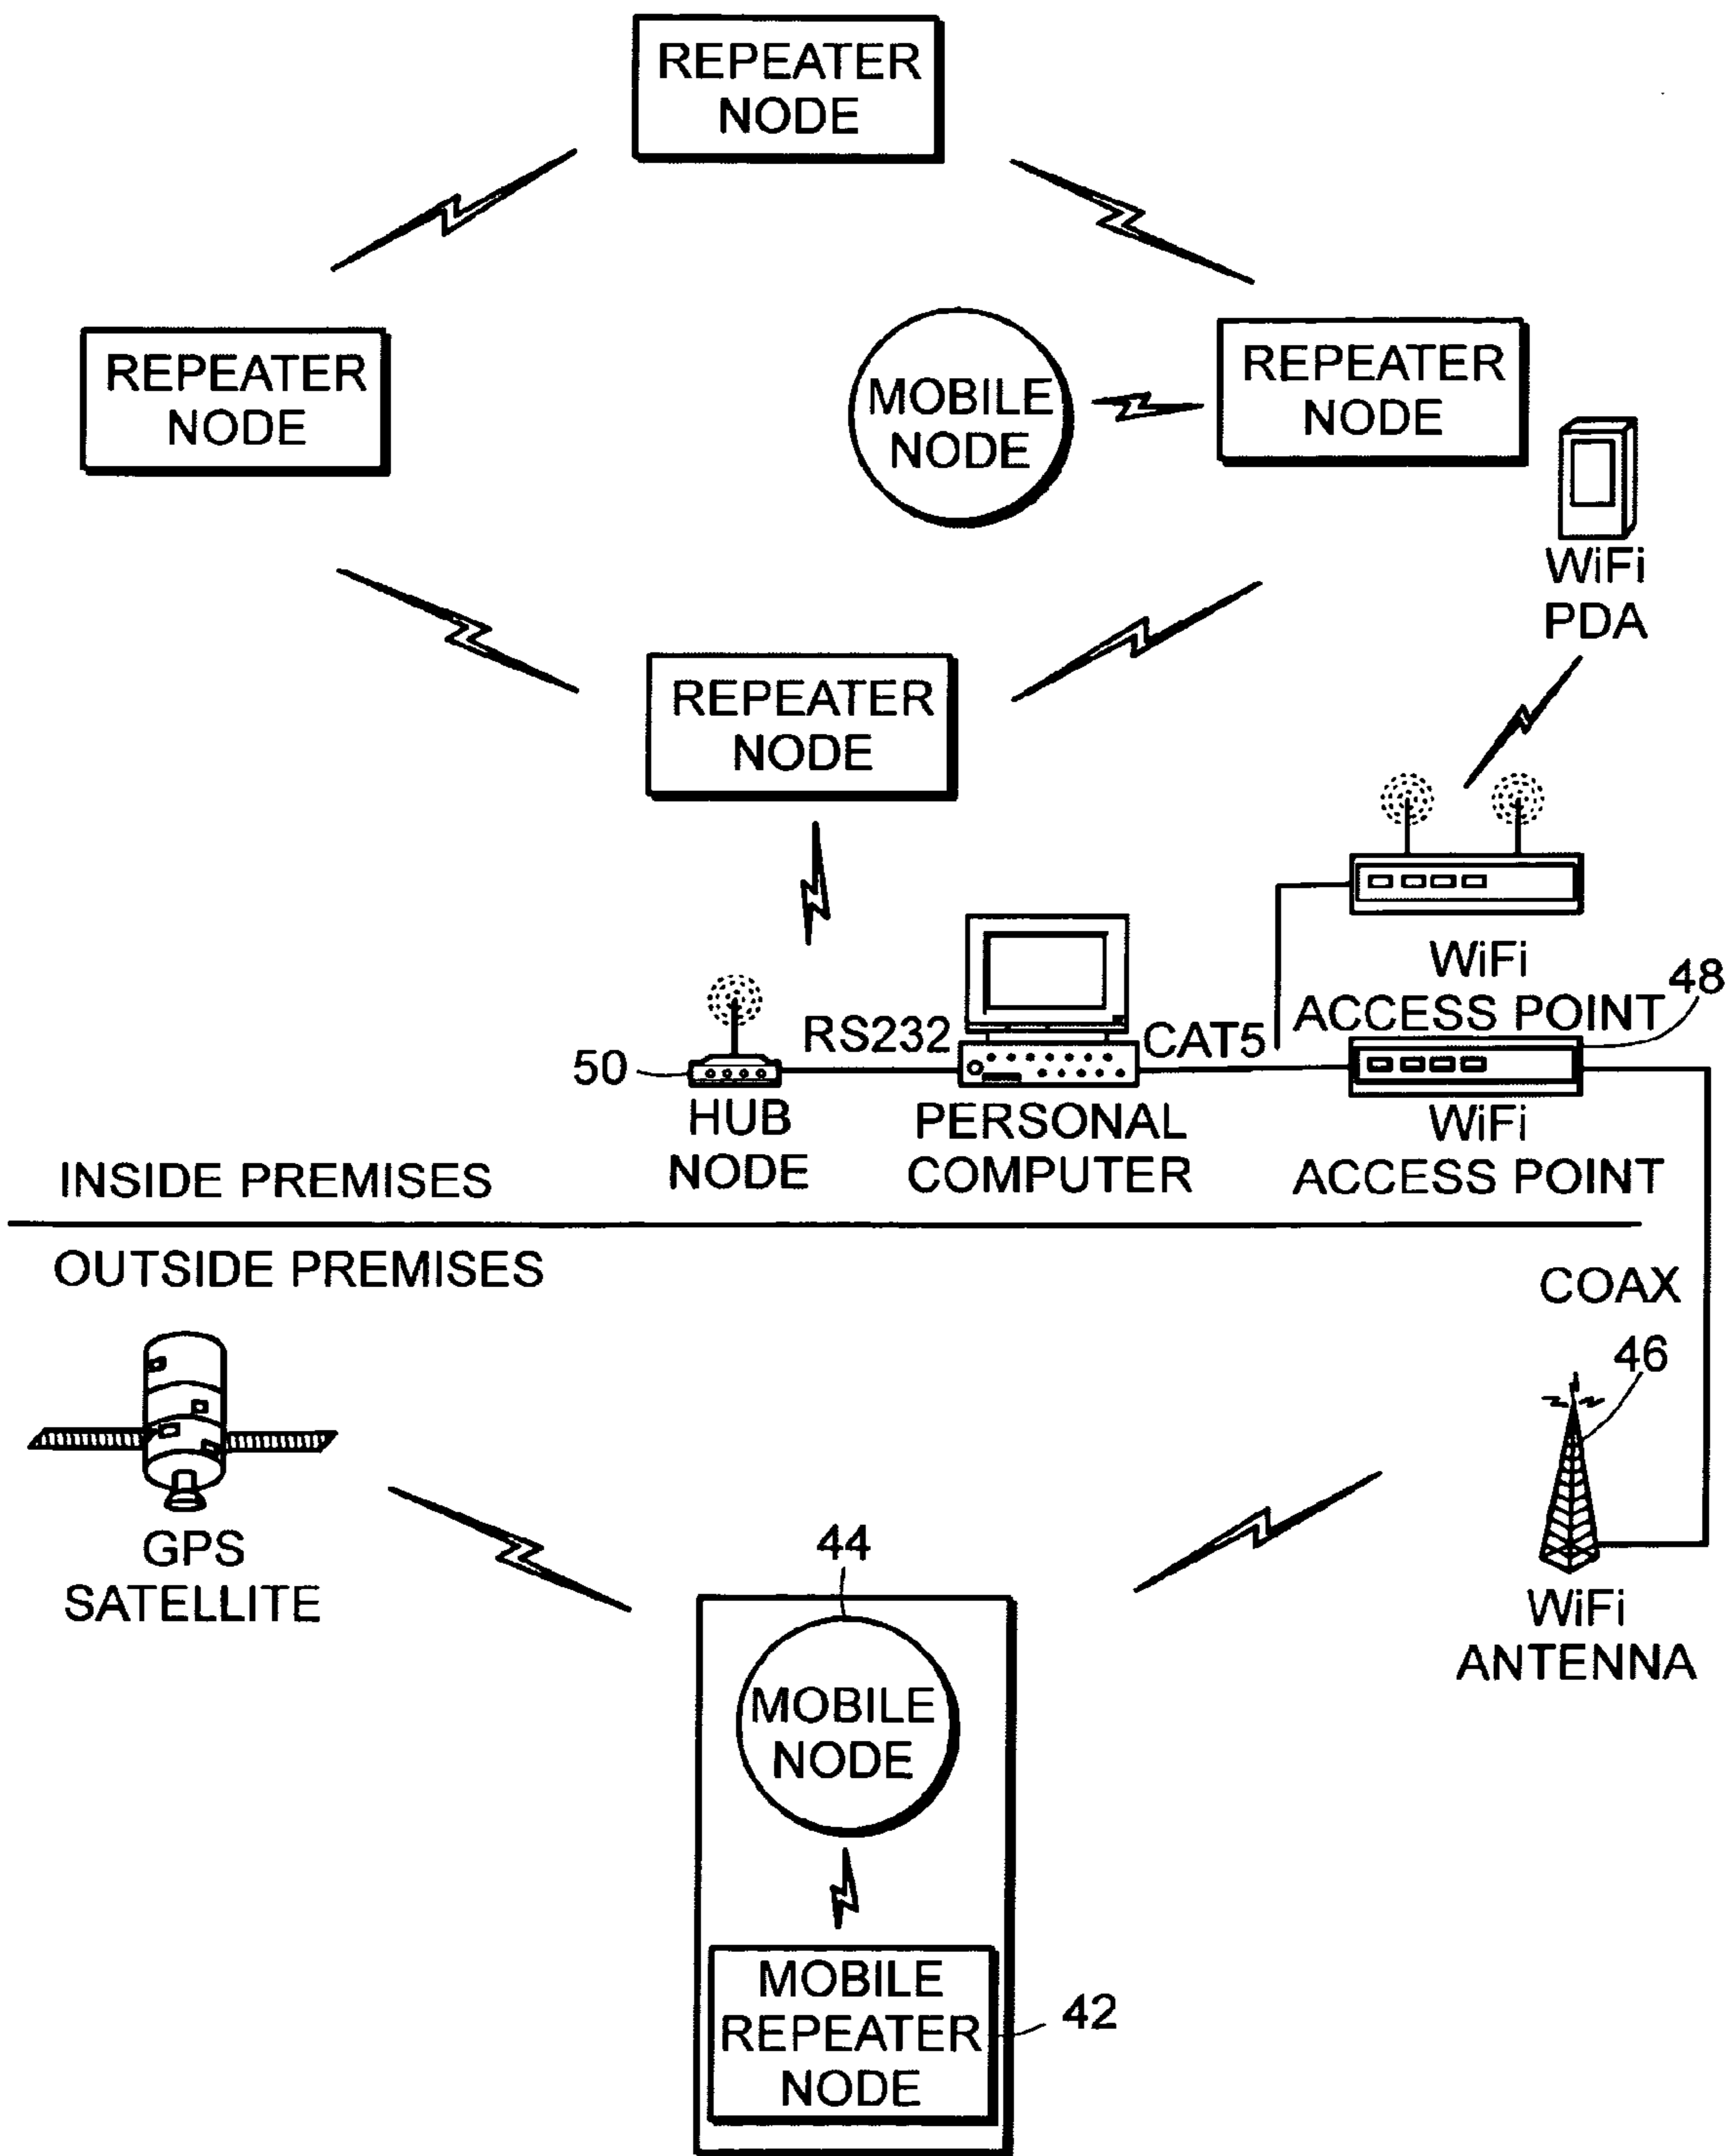 REPEATER
NODE
REPEATER
NODE
MOBILE
NODE
REPEATER
NODE
WiFi
PDA
REPEATER
NODE
WiFi
ACCESS POINT
48
RS232
CAT5
50
HUB
NODE
PERSONAL
COMPUTER
WiFi
ACCESS POINT
INSIDE PREMISES
OUTSIDE PREMISES
COAX
46
GPS
SATELLITE
44
WiFi
ANTENNA
MOBILE
NODE
MOBILE
REPEATER
NODE
42